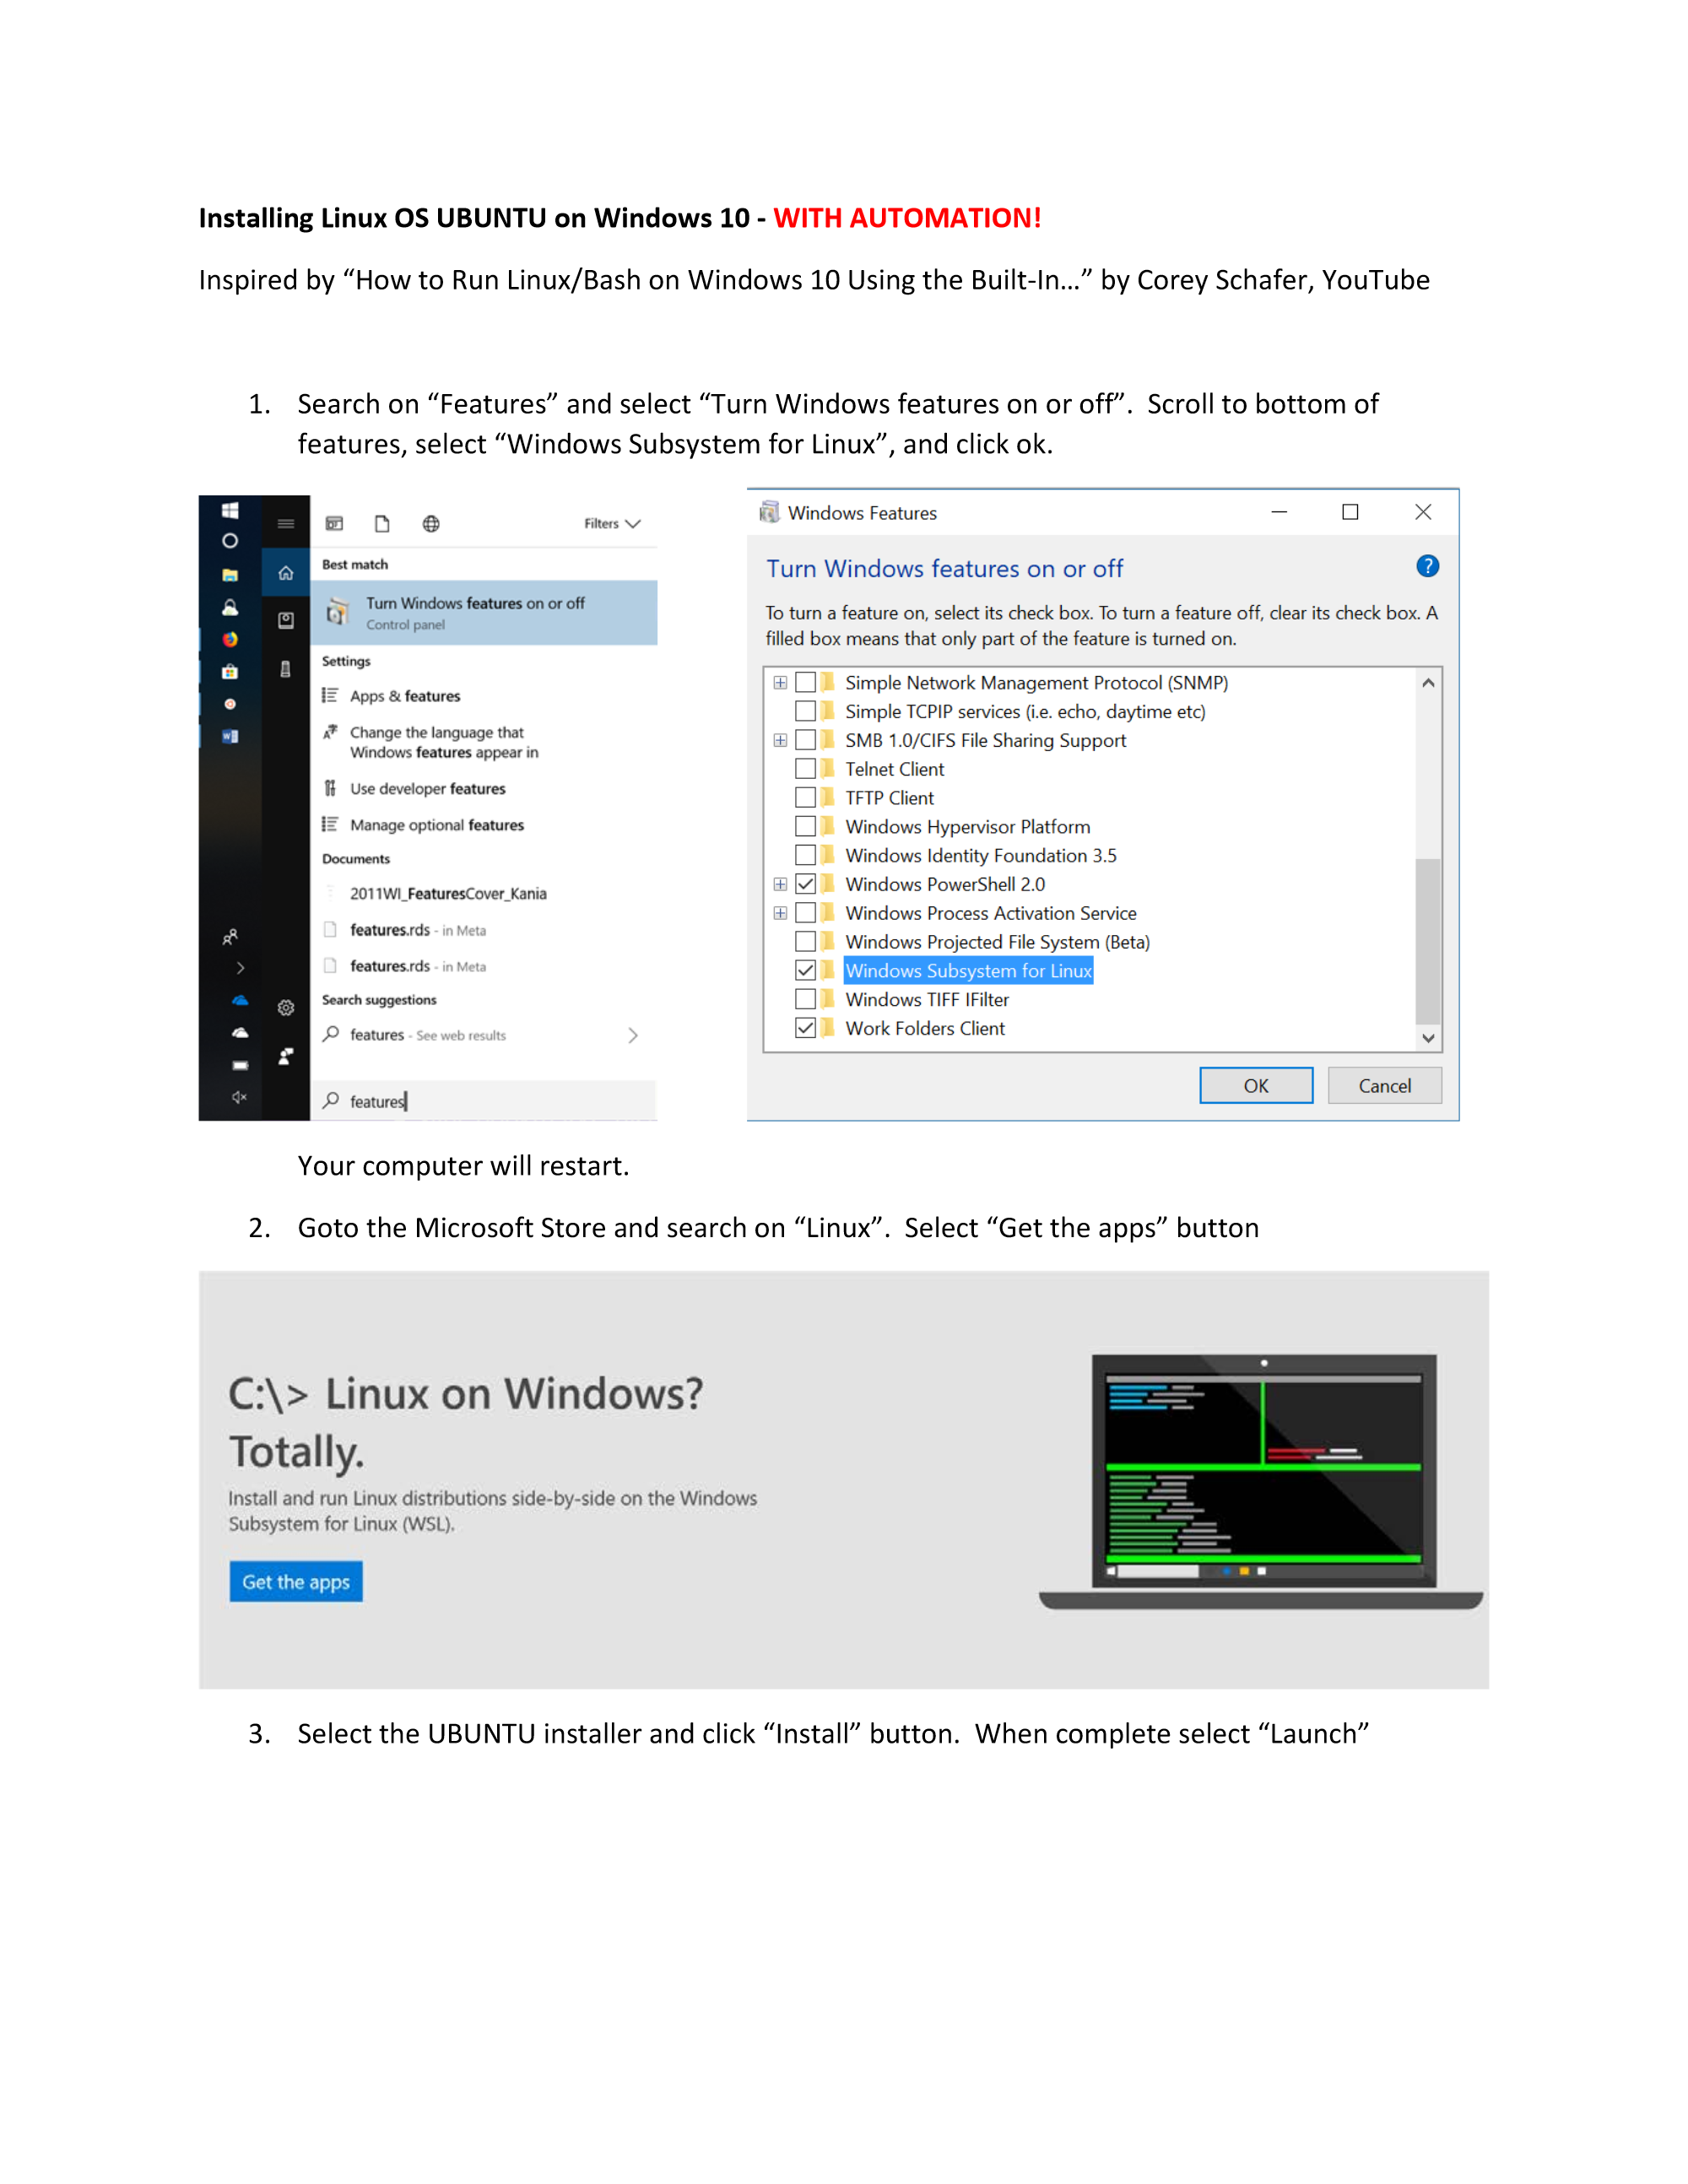 Installing Linux OS UBUNTU on Windows 10 - WITH AUTOMATION!
Inspired by “How to Run Linux/Bash on Windows 10 Using the Built-In…” by Corey Schafer, YouTube
1. Search on “Features” and select “Turn Windows features on or off”.  Scroll to bottom of
features, select “Windows Subsystem for Linux”, and click ok.
Filters
Best match
Turn Windows features on or off
Control panel
Settings
Apps & features
Change the language that
Windows features appear in
Use developer features
Manage optional features
Documents
2011WI_FeaturesCover_Kania
features.rds - in Meta
features.rds - in Meta
Search suggestions
features - See web results
features
Windows Features
Turn Windows features on or off
To turn a feature on, select its check box. To turn a feature off, clear its check box. A
filled box means that only part of the feature is turned on.
Simple Network Management Protocol (SNMP)
Simple TCPIP services (i.e. echo, daytime etc)
SMB 1.0/CIFS File Sharing Support
Telnet Client
TFTP Client
Windows Hypervisor Platform
Windows Identity Foundation 3.5
Windows PowerShell 2.0
Windows Process Activation Service
Windows Projected File System (Beta)
Windows Subsystem for Linux
Windows TIFF IFilter
Work Folders Client
OK Cancel
Your computer will restart.
2. Goto the Microsoft Store and search on “Linux”.  Select “Get the apps” button
C:\> Linux on Windows?
Totally.
Install and run Linux distributions side-by-side on the Windows
Subsystem for Linux (WSL).
Get the apps
3. Select the UBUNTU installer and click “Install” button.  When complete select “Launch”